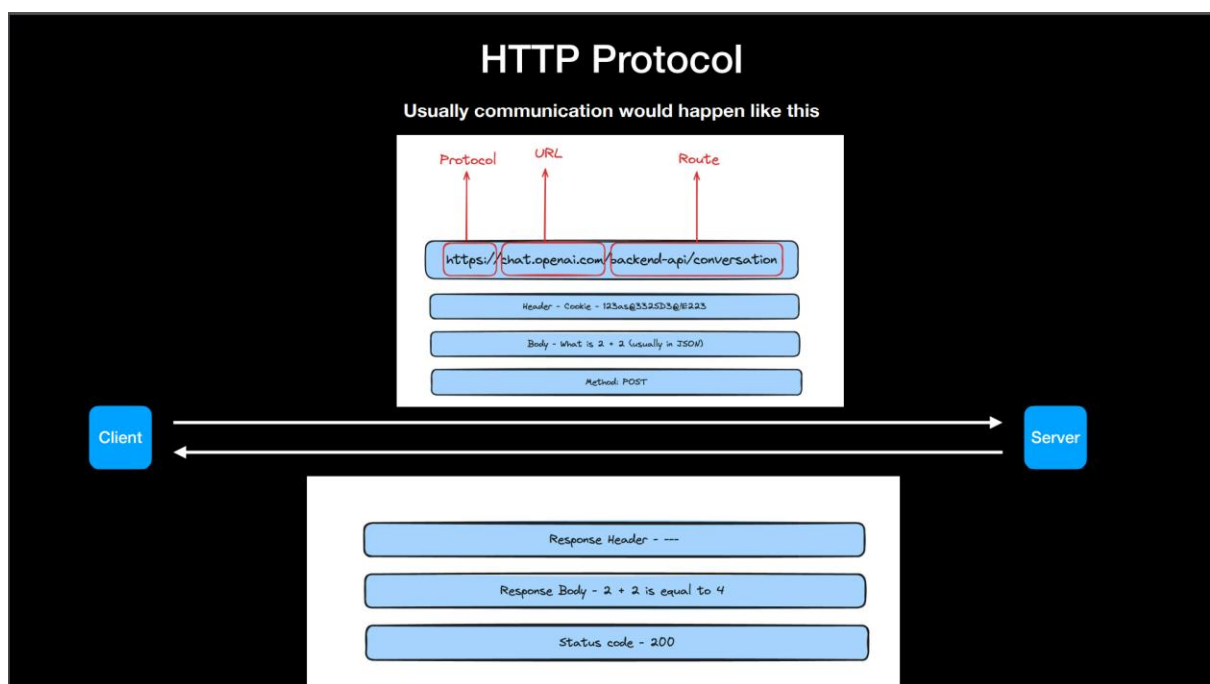 HTTP Protocol
Usually communication would happen like this
Protocol
URL
Route
https://chat.openai.com/backend-api/conversation
Header - Cookie - 123as@3325D3@1E223
Body - What is 2 + 2 (usually in JSON)
Method: POST
Client
Server
Response Header - ---
Response Body - 2 + 2 is equal to 4
Status code - 200